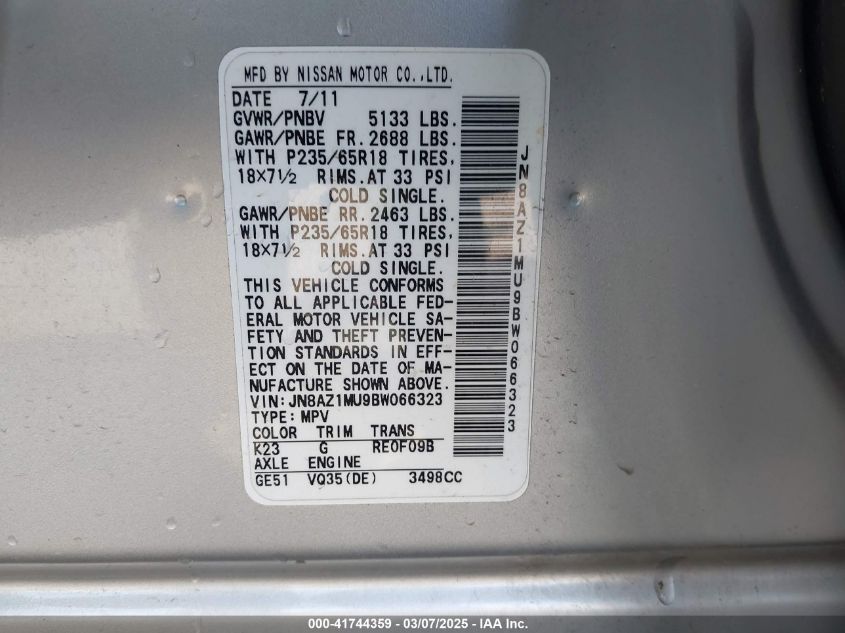 MFD BY NISSAN MOTOR CO.,LTD.
DATE 7/11
GVWR/PNBV 5133 LBS.
GAWR/PNBE FR. 2688 LBS.
WITH P235/65R18 TIRES,
18×7½ RIMS.AT 33 PSI
COLD SINGLE.
GAWR/PNBE RR. 2463 LBS.
WITH P235/65R18 TIRES,
18×7½ RIMS.AT 33 PSI
COLD SINGLE.
THIS VEHICLE CONFORMS
TO ALL APPLICABLE FED-
ERAL MOTOR VEHICLE SA-
FETY AND THEFT PREVEN-
TION STANDARDS IN EFF-
ECT ON THE DATE OF MA-
NUFACTURE SHOWN ABOVE.
VIN:JN8AZ1MU9BW066323
TYPE:MPV
COLOR TRIM TRANS
K23 G RE0F09B
AXLE ENGINE
GE51 VQ35(DE) 3498CC
JN8AZ1MU9BW066323
000-41744359 - 03/07/2025 - IAA Inc.